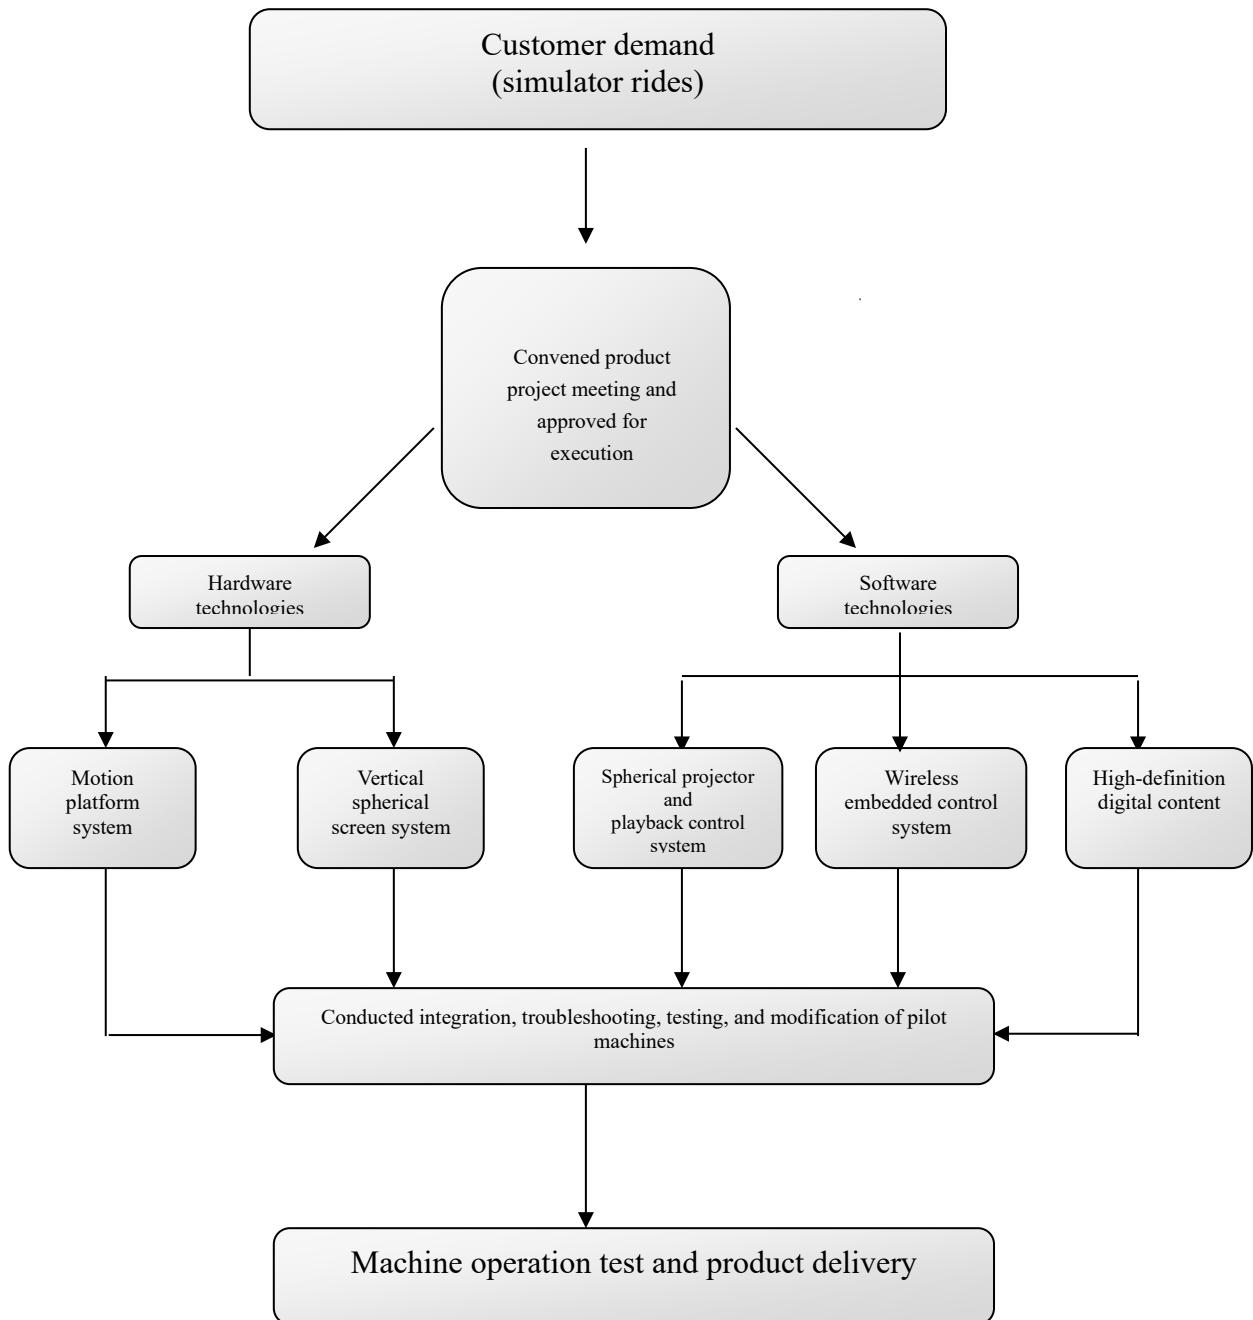 Customer demand
(simulator rides)
Convened product
project meeting and
approved for
execution
Hardware
technologies
Software
technologies
Motion
platform
system
Vertical
spherical
screen system
Spherical projector
and
playback control
system
Wireless
embedded control
system
High-definition
digital content
Conducted integration, troubleshooting, testing, and modification of pilot
machines
Machine operation test and product delivery